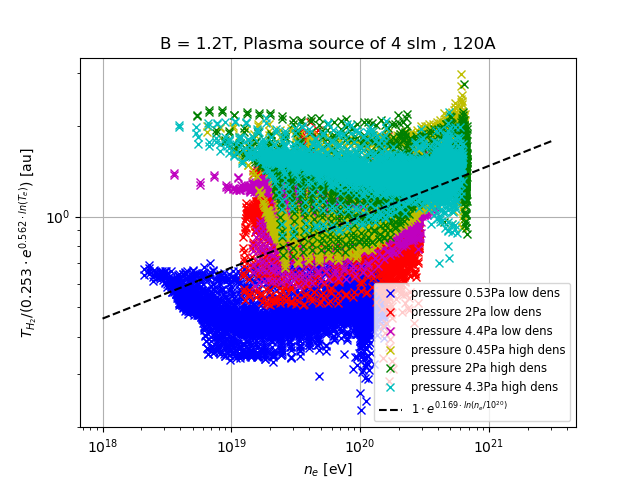 B = 1.2T, Plasma source of 4 slm , 120A
T_{H_2}/(0.253 · e^{0.562 · ln(T_e)}) [au]
10^0
pressure 0.53Pa low dens
pressure 2Pa low dens
pressure 4.4Pa low dens
pressure 0.45Pa high dens
pressure 2Pa high dens
pressure 4.3Pa high dens
1 · e^{0.169 · ln(n_e/10^{20})}
10^{18} 10^{19} 10^{20} 10^{21}
n_e [eV]